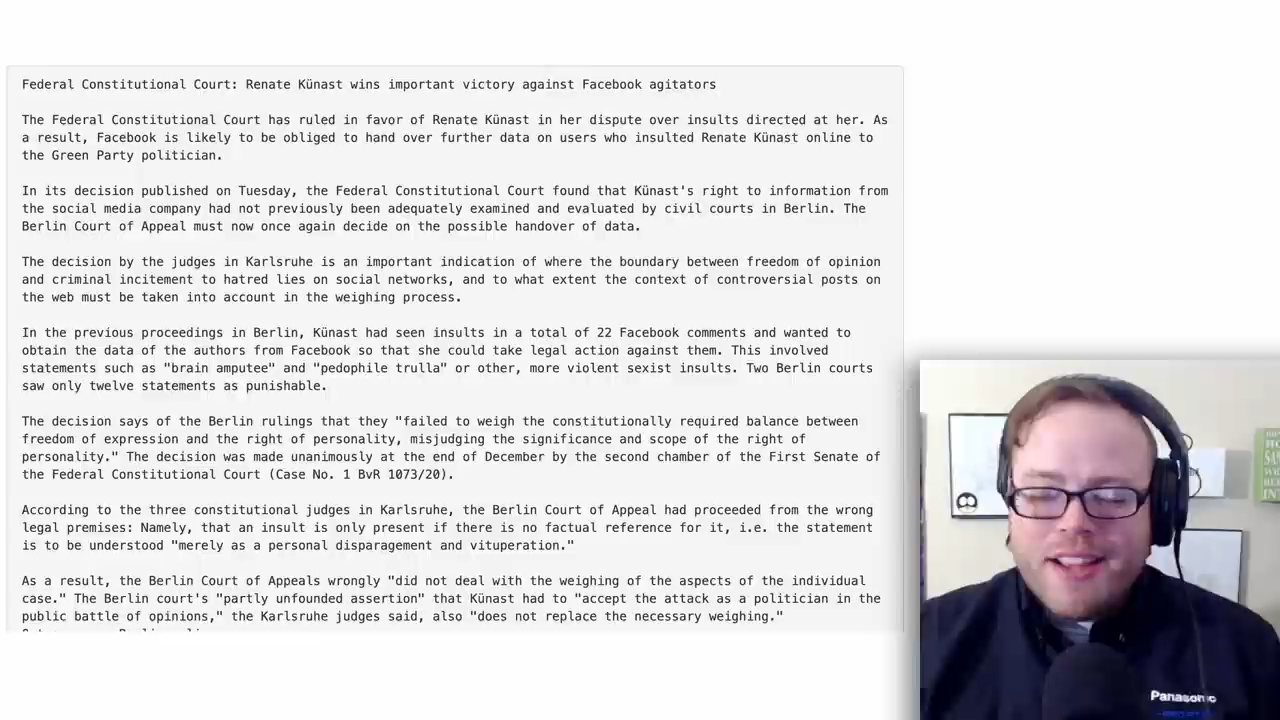 Federal Constitutional Court: Renate Künast wins important victory against Facebook agitators
The Federal Constitutional Court has ruled in favor of Renate Künast in her dispute over insults directed at her. As
a result, Facebook is likely to be obliged to hand over further data on users who insulted Renate Künast online to
the Green Party politician.
In its decision published on Tuesday, the Federal Constitutional Court found that Künast's right to information from
the social media company had not previously been adequately examined and evaluated by civil courts in Berlin. The
Berlin Court of Appeal must now once again decide on the possible handover of data.
The decision by the judges in Karlsruhe is an important indication of where the boundary between freedom of opinion
and criminal incitement to hatred lies on social networks, and to what extent the context of controversial posts on
the web must be taken into account in the weighing process.
In the previous proceedings in Berlin, Künast had seen insults in a total of 22 Facebook comments and wanted to
obtain the data of the authors from Facebook so that she could take legal action against them. This involved
statements such as "brain amputee" and "pedophile trulla" or other, more violent sexist insults. Two Berlin courts
saw only twelve statements as punishable.
The decision says of the Berlin rulings that they "failed to weigh the constitutionally required balance between
freedom of expression and the right of personality, misjudging the significance and scope of the right of
personality." The decision was made unanimously at the end of December by the second chamber of the First Senate of
the Federal Constitutional Court (Case No. 1 BvR 1073/20).
According to the three constitutional judges in Karlsruhe, the Berlin Court of Appeal had proceeded from the wrong
legal premises: Namely, that an insult is only present if there is no factual reference for it, i.e. the statement
is to be understood "merely as a personal disparagement and vituperation."
As a result, the Berlin Court of Appeals wrongly "did not deal with the weighing of the aspects of the individual
case." The Berlin court's "partly unfounded assertion" that Künast had to "accept the attack as a politician in the
public battle of opinions," the Karlsruhe judges said, also "does not replace the necessary weighing."
Panasonic